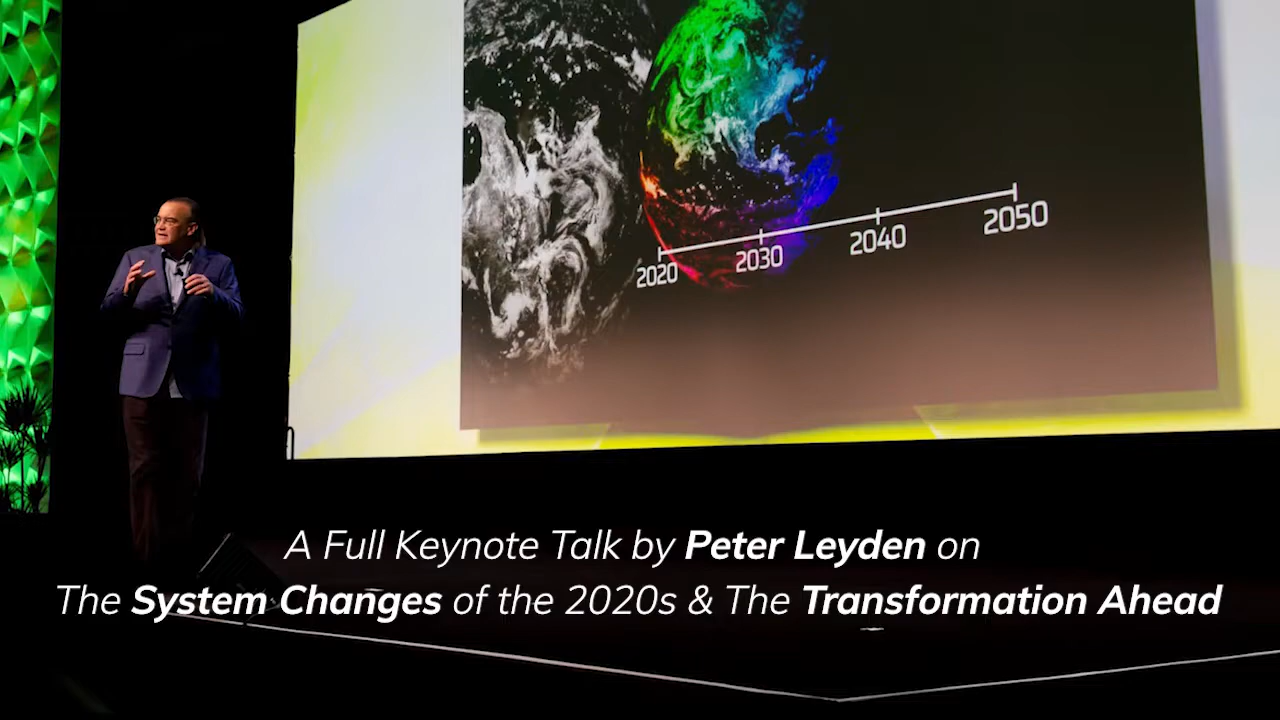 2020
2030
2040
2050
A Full Keynote Talk by Peter Leyden on
The System Changes of the 2020s & The Transformation Ahead